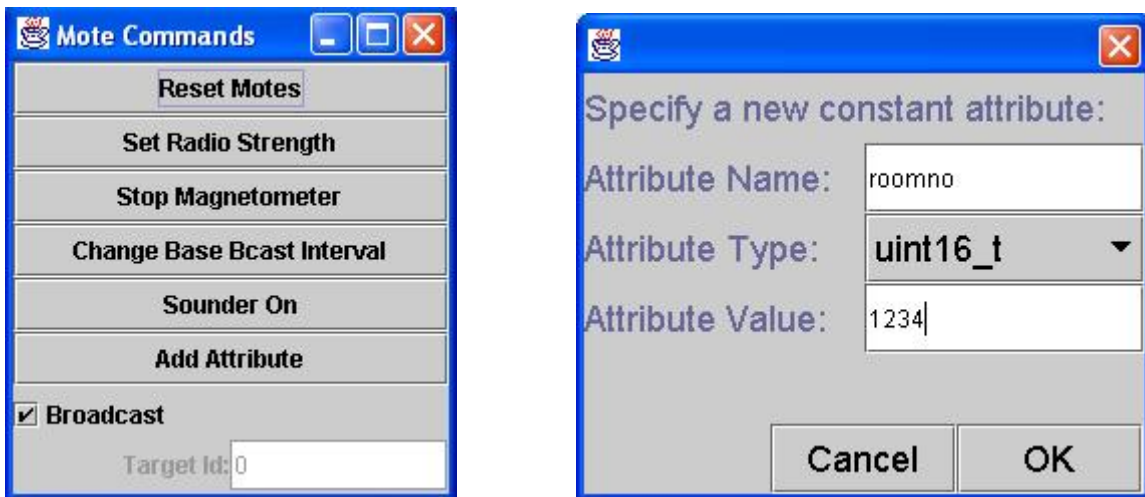 Mote Commands
Reset Motes
Set Radio Strength
Stop Magnetometer
Change Base Bcast Interval
Sounder On
Add Attribute
Broadcast
Target Id: 0
Specify a new constant attribute:
Attribute Name: roomno
Attribute Type: uint16_t
Attribute Value: 1234
Cancel OK